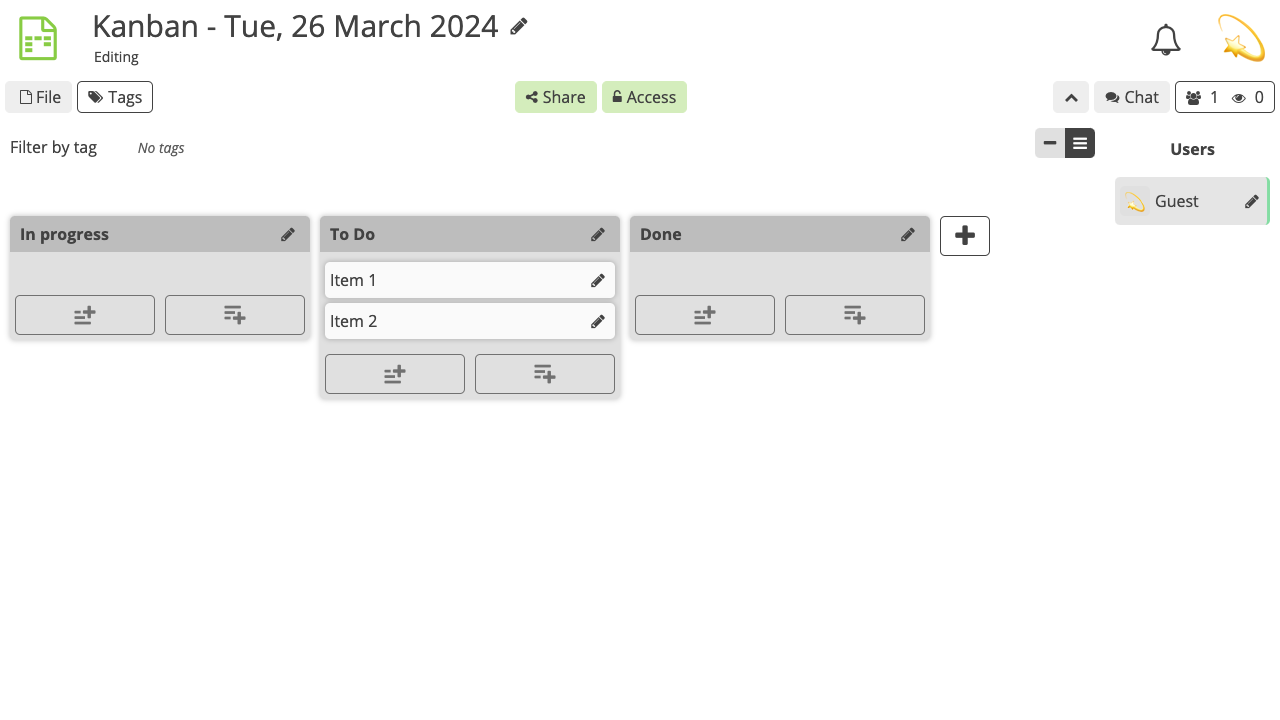 Kanban - Tue, 26 March 2024
Editing
File
Tags
Share
Access
Chat
1
0
Filter by tag
No tags
Users
Guest
In progress
To Do
Item 1
Item 2
Done